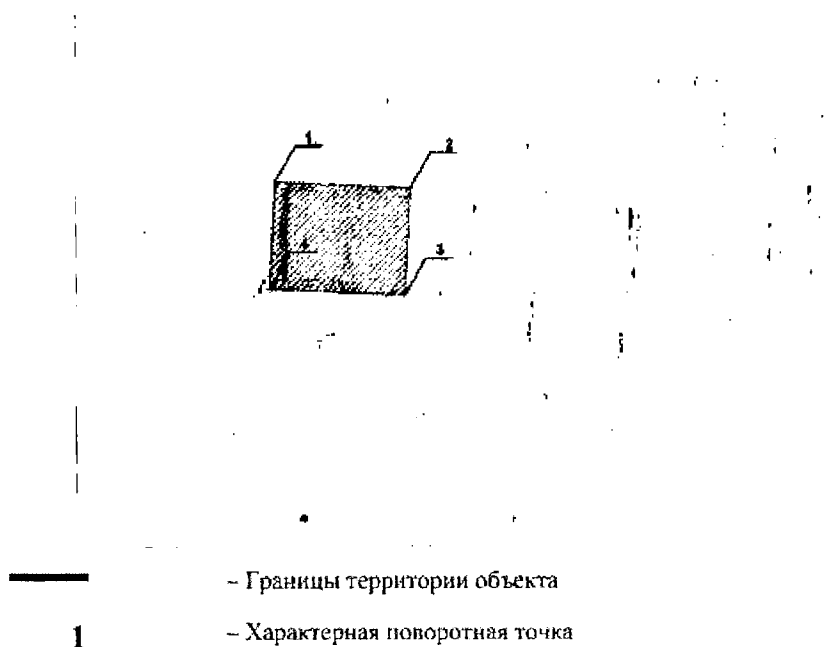 1
2
4
3
– Границы территории объекта
1 – Характерная поворотная точка